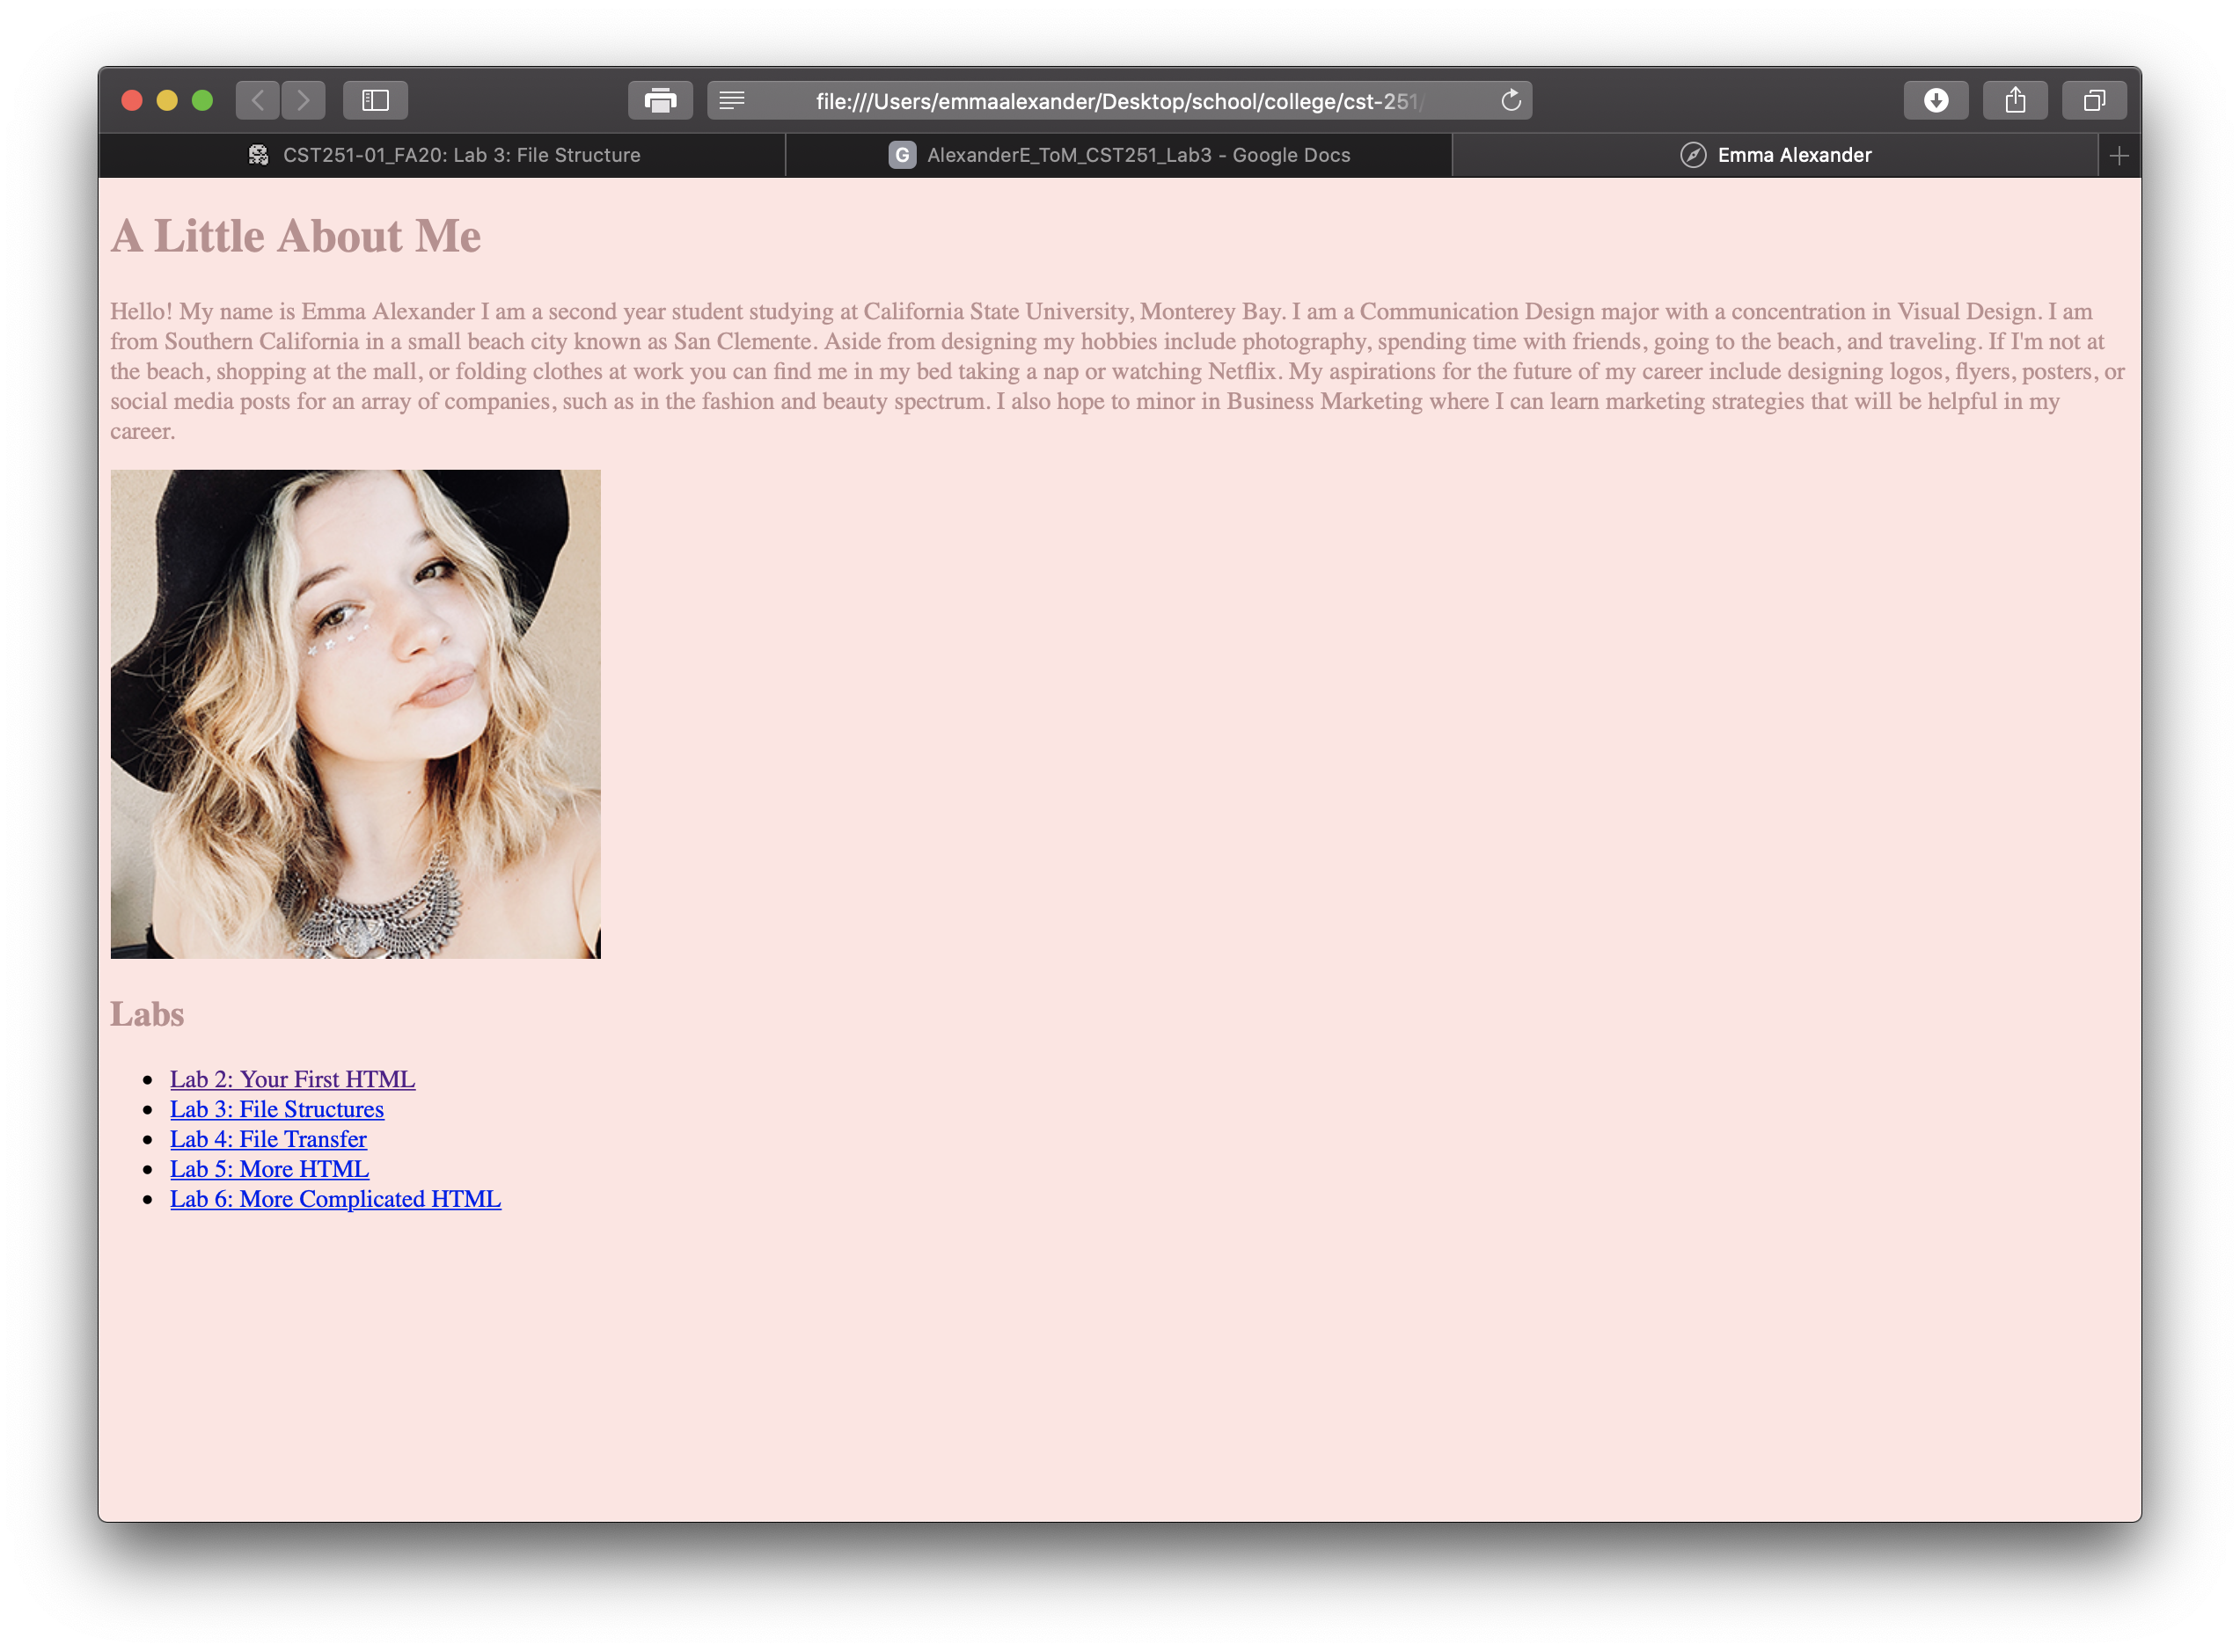 file:///Users/emmaalexander/Desktop/school/college/cst-251/
CST251-01_FA20: Lab 3: File Structure
G AlexanderE_ToM_CST251_Lab3 - Google Docs
Emma Alexander
A Little About Me
Hello! My name is Emma Alexander I am a second year student studying at California State University, Monterey Bay. I am a Communication Design major with a concentration in Visual Design. I am
from Southern California in a small beach city known as San Clemente. Aside from designing my hobbies include photography, spending time with friends, going to the beach, and traveling. If I'm not at
the beach, shopping at the mall, or folding clothes at work you can find me in my bed taking a nap or watching Netflix. My aspirations for the future of my career include designing logos, flyers, posters, or
social media posts for an array of companies, such as in the fashion and beauty spectrum. I also hope to minor in Business Marketing where I can learn marketing strategies that will be helpful in my
career.
Labs
Lab 2: Your First HTML
Lab 3: File Structures
Lab 4: File Transfer
Lab 5: More HTML
Lab 6: More Complicated HTML